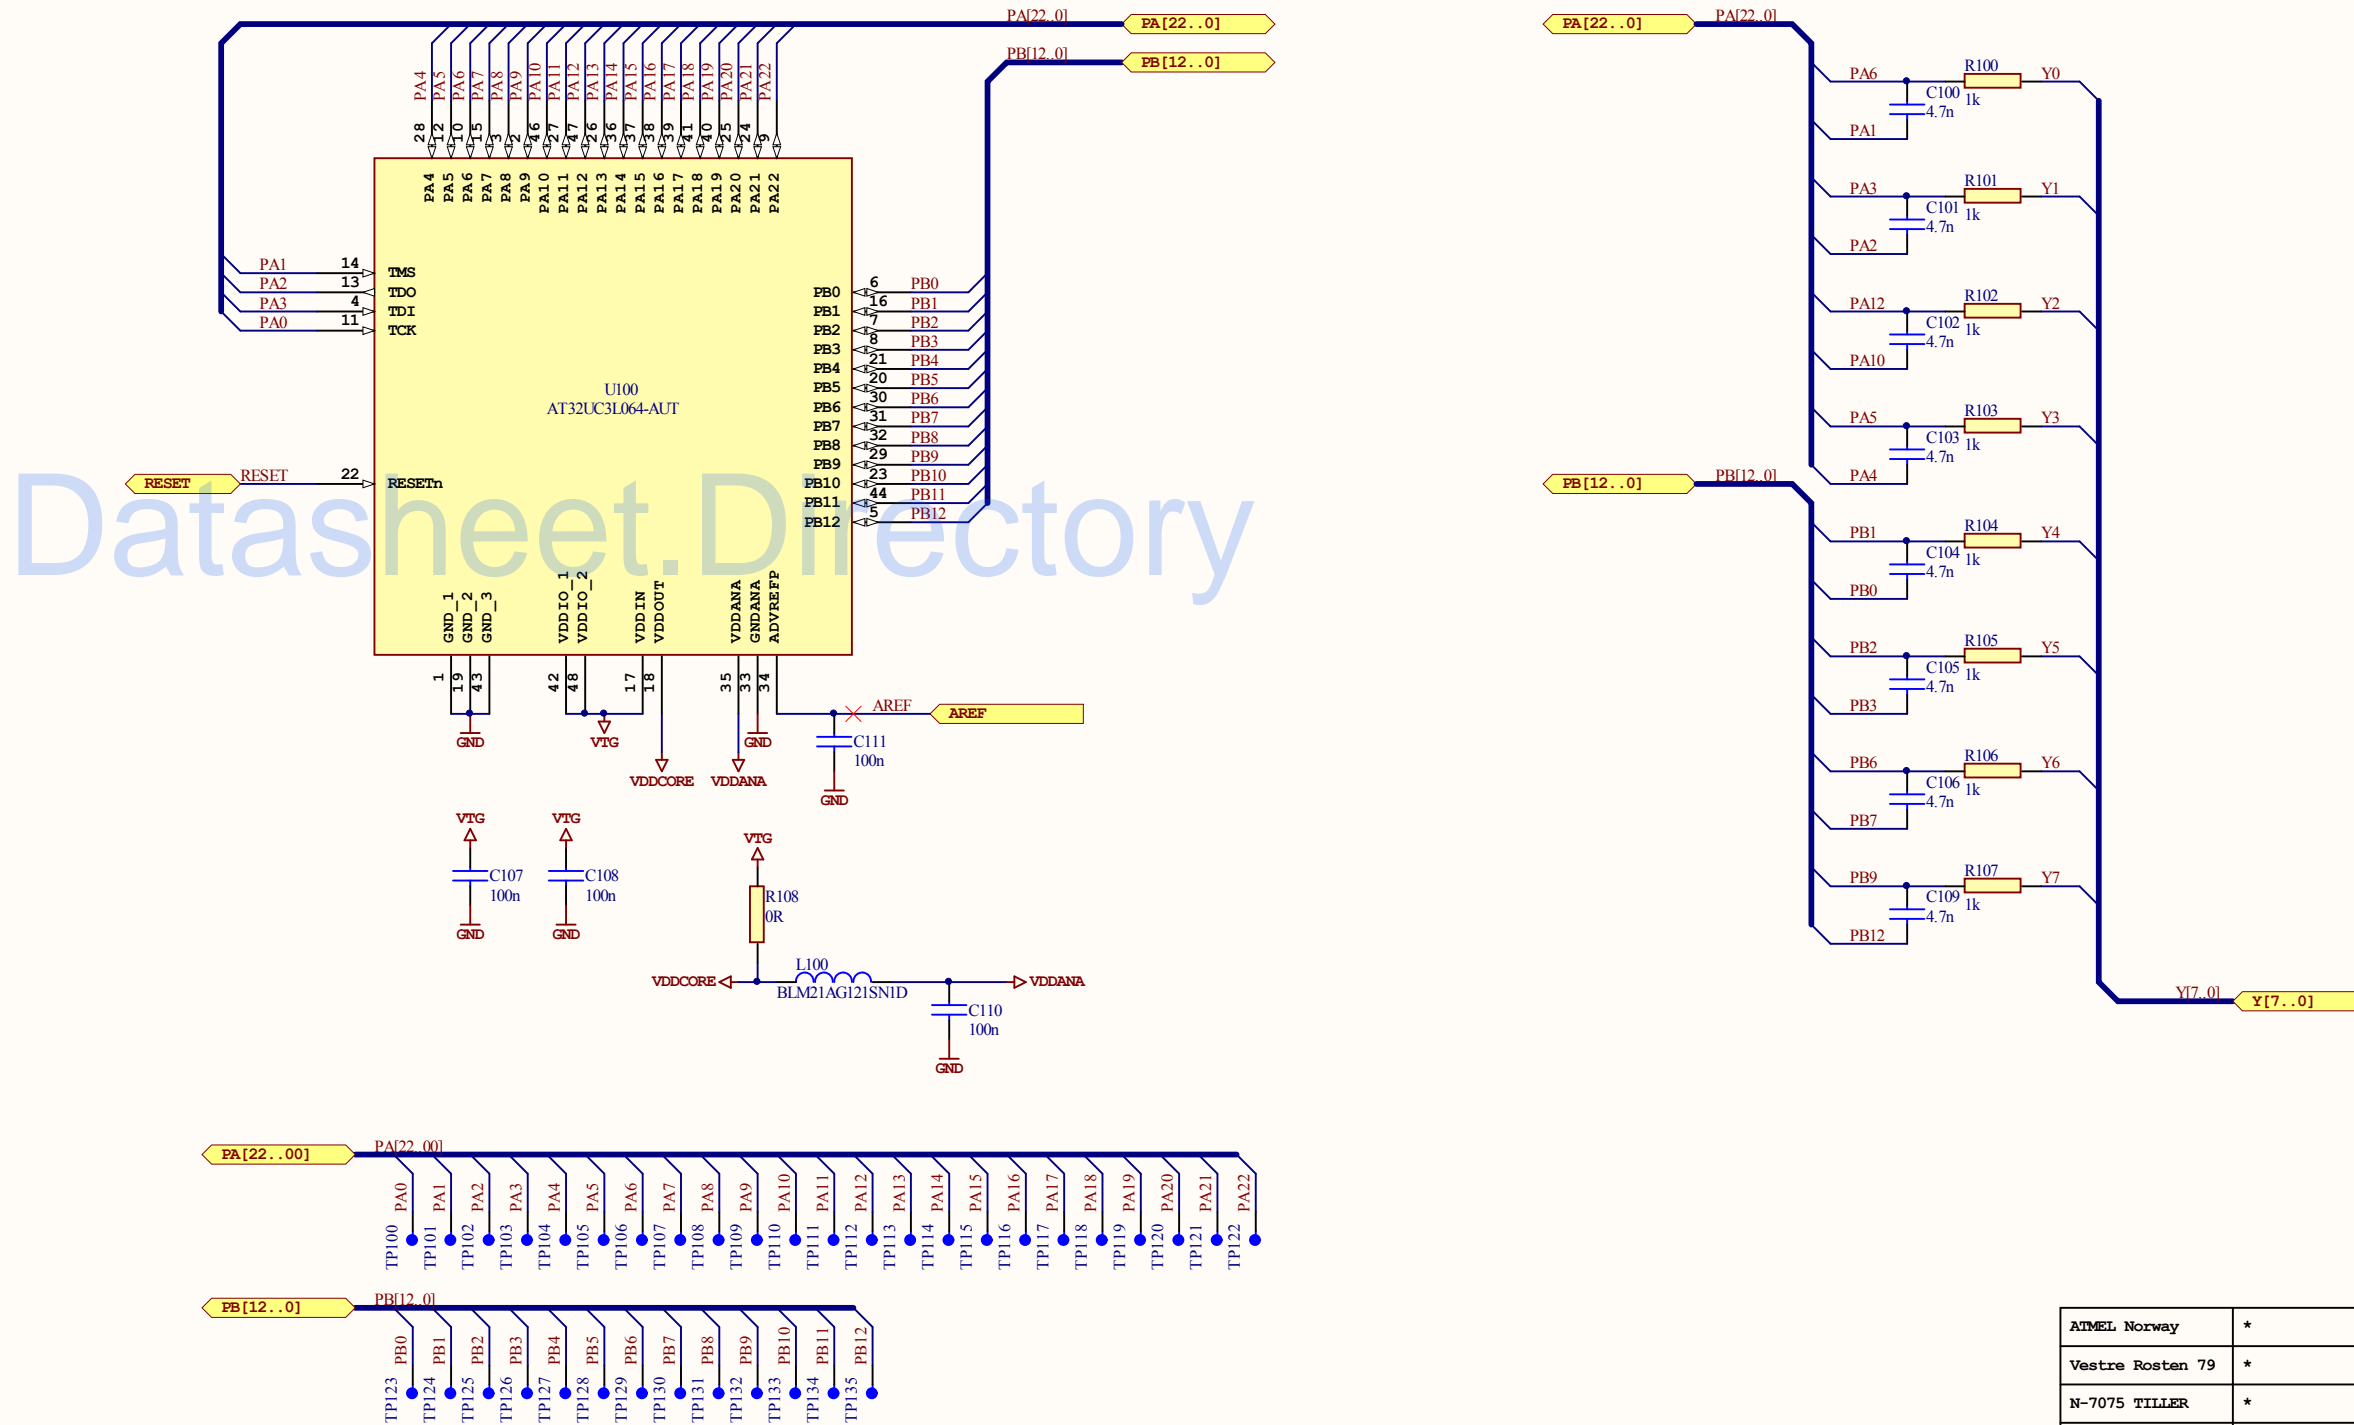 PA[22..0]
PA[22..0]
PB[12..0]
PB[12..0]
PA4
PA5
PA6
PA7
PA8
PA9
PA10
PA11
PA12
PA13
PA14
PA15
PA16
PA17
PA18
PA19
PA20
PA21
PA22
28
12
10
15
3
2
46
27
47
26
36
37
38
39
41
40
25
24
9
PA4
PA5
PA6
PA7
PA8
PA9
PA10
PA11
PA12
PA13
PA14
PA15
PA16
PA17
PA18
PA19
PA20
PA21
PA22
PA1 14 TMS
PA2 13 TDO
PA3 4 TDI
PA0 11 TCK
RESET RESET 22 RESETn
U100
AT32UC3L064-AUT
PB0 6 PB0
PB1 16 PB1
PB2 7 PB2
PB3 8 PB3
PB4 21 PB4
PB5 20 PB5
PB6 30 PB6
PB7 31 PB7
PB8 32 PB8
PB9 29 PB9
PB10 23 PB10
PB11 44 PB11
PB12 5 PB12
Datasheet.Directory
GND_1
GND_2
GND_3
VDDIO_1
VDDIO_2
VDDIN
VDDOUT
VDDANA
GNDANA
ADVREFP
1
19
43
42
48
17
18
35
33
34
GND
VTG
VDDCORE
VDDANA
GND
AREF
AREF
C111
100n
GND
VTG
C107
100n
GND
VTG
C108
100n
GND
VTG
R108
0R
VDDCORE
L100
BLM21AG121SN1D
VDDANA
C110
100n
GND
PA[22..00]
PA[22..00]
PA0
PA1
PA2
PA3
PA4
PA5
PA6
PA7
PA8
PA9
PA10
PA11
PA12
PA13
PA14
PA15
PA16
PA17
PA18
PA19
PA20
PA21
PA22
TP100
TP101
TP102
TP103
TP104
TP105
TP106
TP107
TP108
TP109
TP110
TP111
TP112
TP113
TP114
TP115
TP116
TP117
TP118
TP119
TP120
TP121
TP122
PB[12..0]
PB[12..0]
PB0
PB1
PB2
PB3
PB4
PB5
PB6
PB7
PB8
PB9
PB10
PB11
PB12
TP123
TP124
TP125
TP126
TP127
TP128
TP129
TP130
TP131
TP132
TP133
TP134
TP135
PA[22..0]
PA[22..0]
PA6
R100
Y0
C100
4.7n
1k
PA1
PA3
R101
Y1
C101
4.7n
1k
PA2
PA12
R102
Y2
C102
4.7n
1k
PA10
PA5
R103
Y3
C103
4.7n
1k
PA4
PB[12..0]
PB[12..0]
PB1
R104
Y4
C104
4.7n
1k
PB0
PB2
R105
Y5
C105
4.7n
1k
PB3
PB6
R106
Y6
C106
4.7n
1k
PB7
PB9
R107
Y7
C109
4.7n
1k
PB12
Y[7..0]
Y[7..0]
ATMEL Norway *
Vestre Rosten 79 *
N-7075 TILLER *